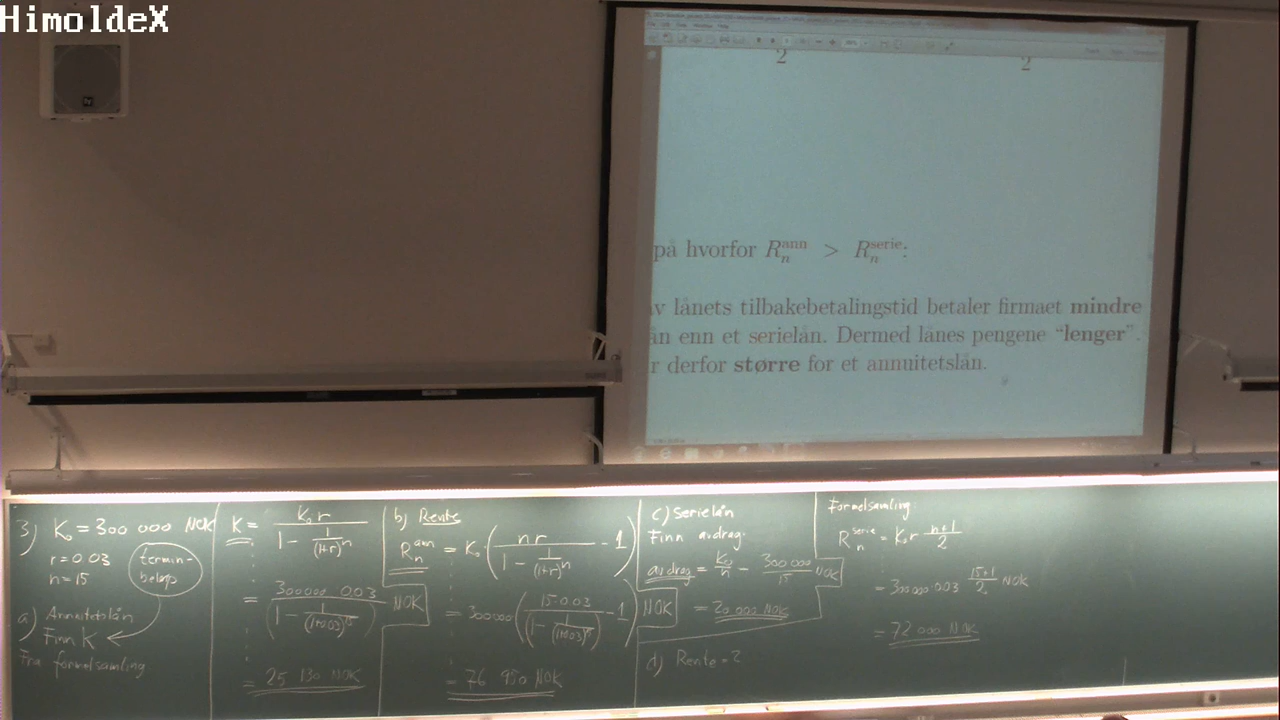 HimoldeX
2 2
på hvorfor R_n^ann > R_n^serie:
av lånets tilbakebetalingstid betaler firmaet mindre
ån enn et serielån. Dermed lånes pengene "lenger".
r derfor større for et annuitetslån.
3) K₀ = 300 000 NOK
r = 0.03
n = 15
termin-
beløp
a) Annuitetslån
Finn K
Fra formelsamling
K = K₀ r / (1 - 1/(1+r)^n)
= 300000 · 0.03 / (1 - 1/(1+0.03)^15) NOK
= 25 130 NOK
b) Rente
R_n^ann = K₀ · (n r / (1 - 1/(1+r)^n) - 1)
= 300000 (15·0.03 / (1 - 1/(1+0.03)^15) - 1) NOK
= 76 950 NOK
c) Serielån
Finn avdrag:
avdrag = K₀/n = 300 000/15 NOK
= 20 000 NOK
d) Rente = ?
Formelsamling:
R_n^serie = K₀ r (n+1)/2
= 300 000 · 0.03 (15+1)/2 NOK
= 72 000 NOK